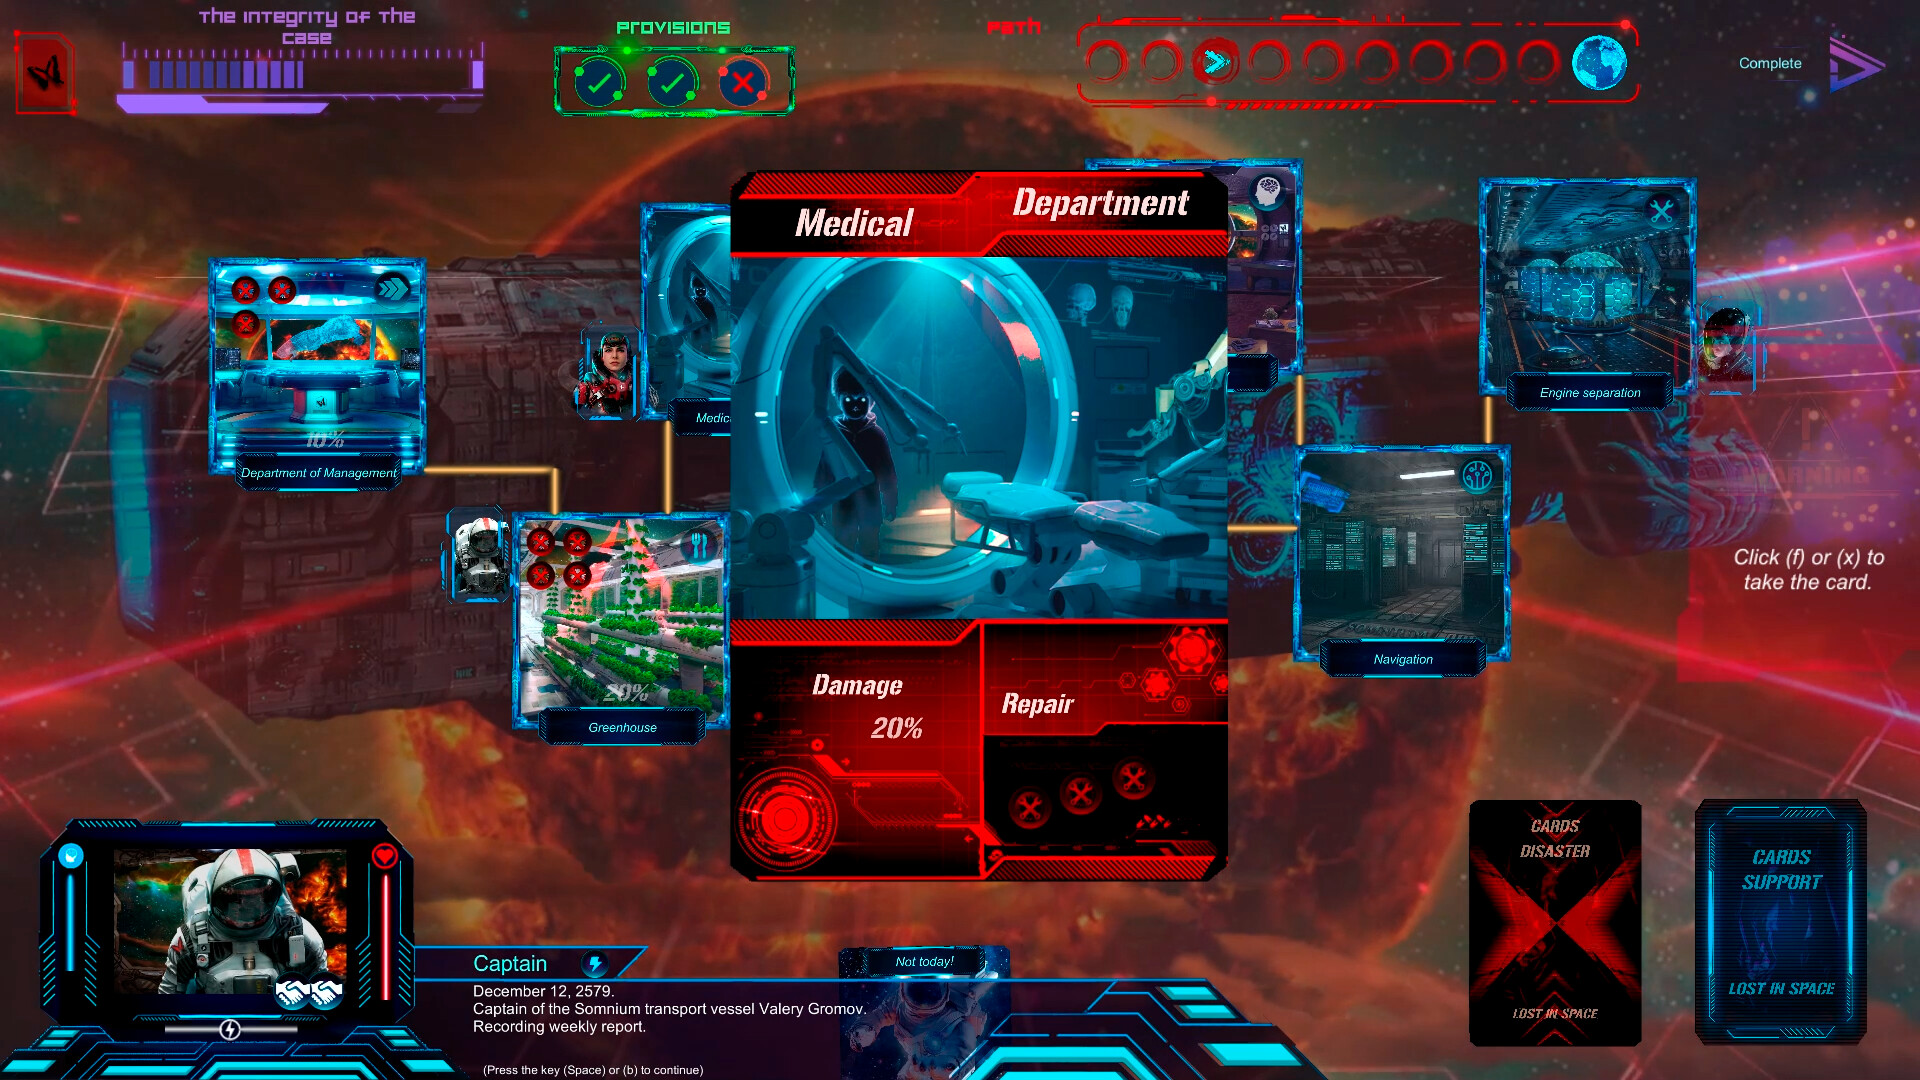 The integrity of the
case
Provisions
Path
Complete
Medical
Department
10%
Department of Management
Medic
Engine separation
20%
Greenhouse
Navigation
Click (f) or (x) to
take the card.
Damage
20%
Repair
CARDS
DISASTER
LOST IN SPACE
CARDS
SUPPORT
LOST IN SPACE
Captain
Not today!
December 12, 2579.
Captain of the Somnium transport vessel Valery Gromov.
Recording weekly report.
(Press the key (Space) or (b) to continue)